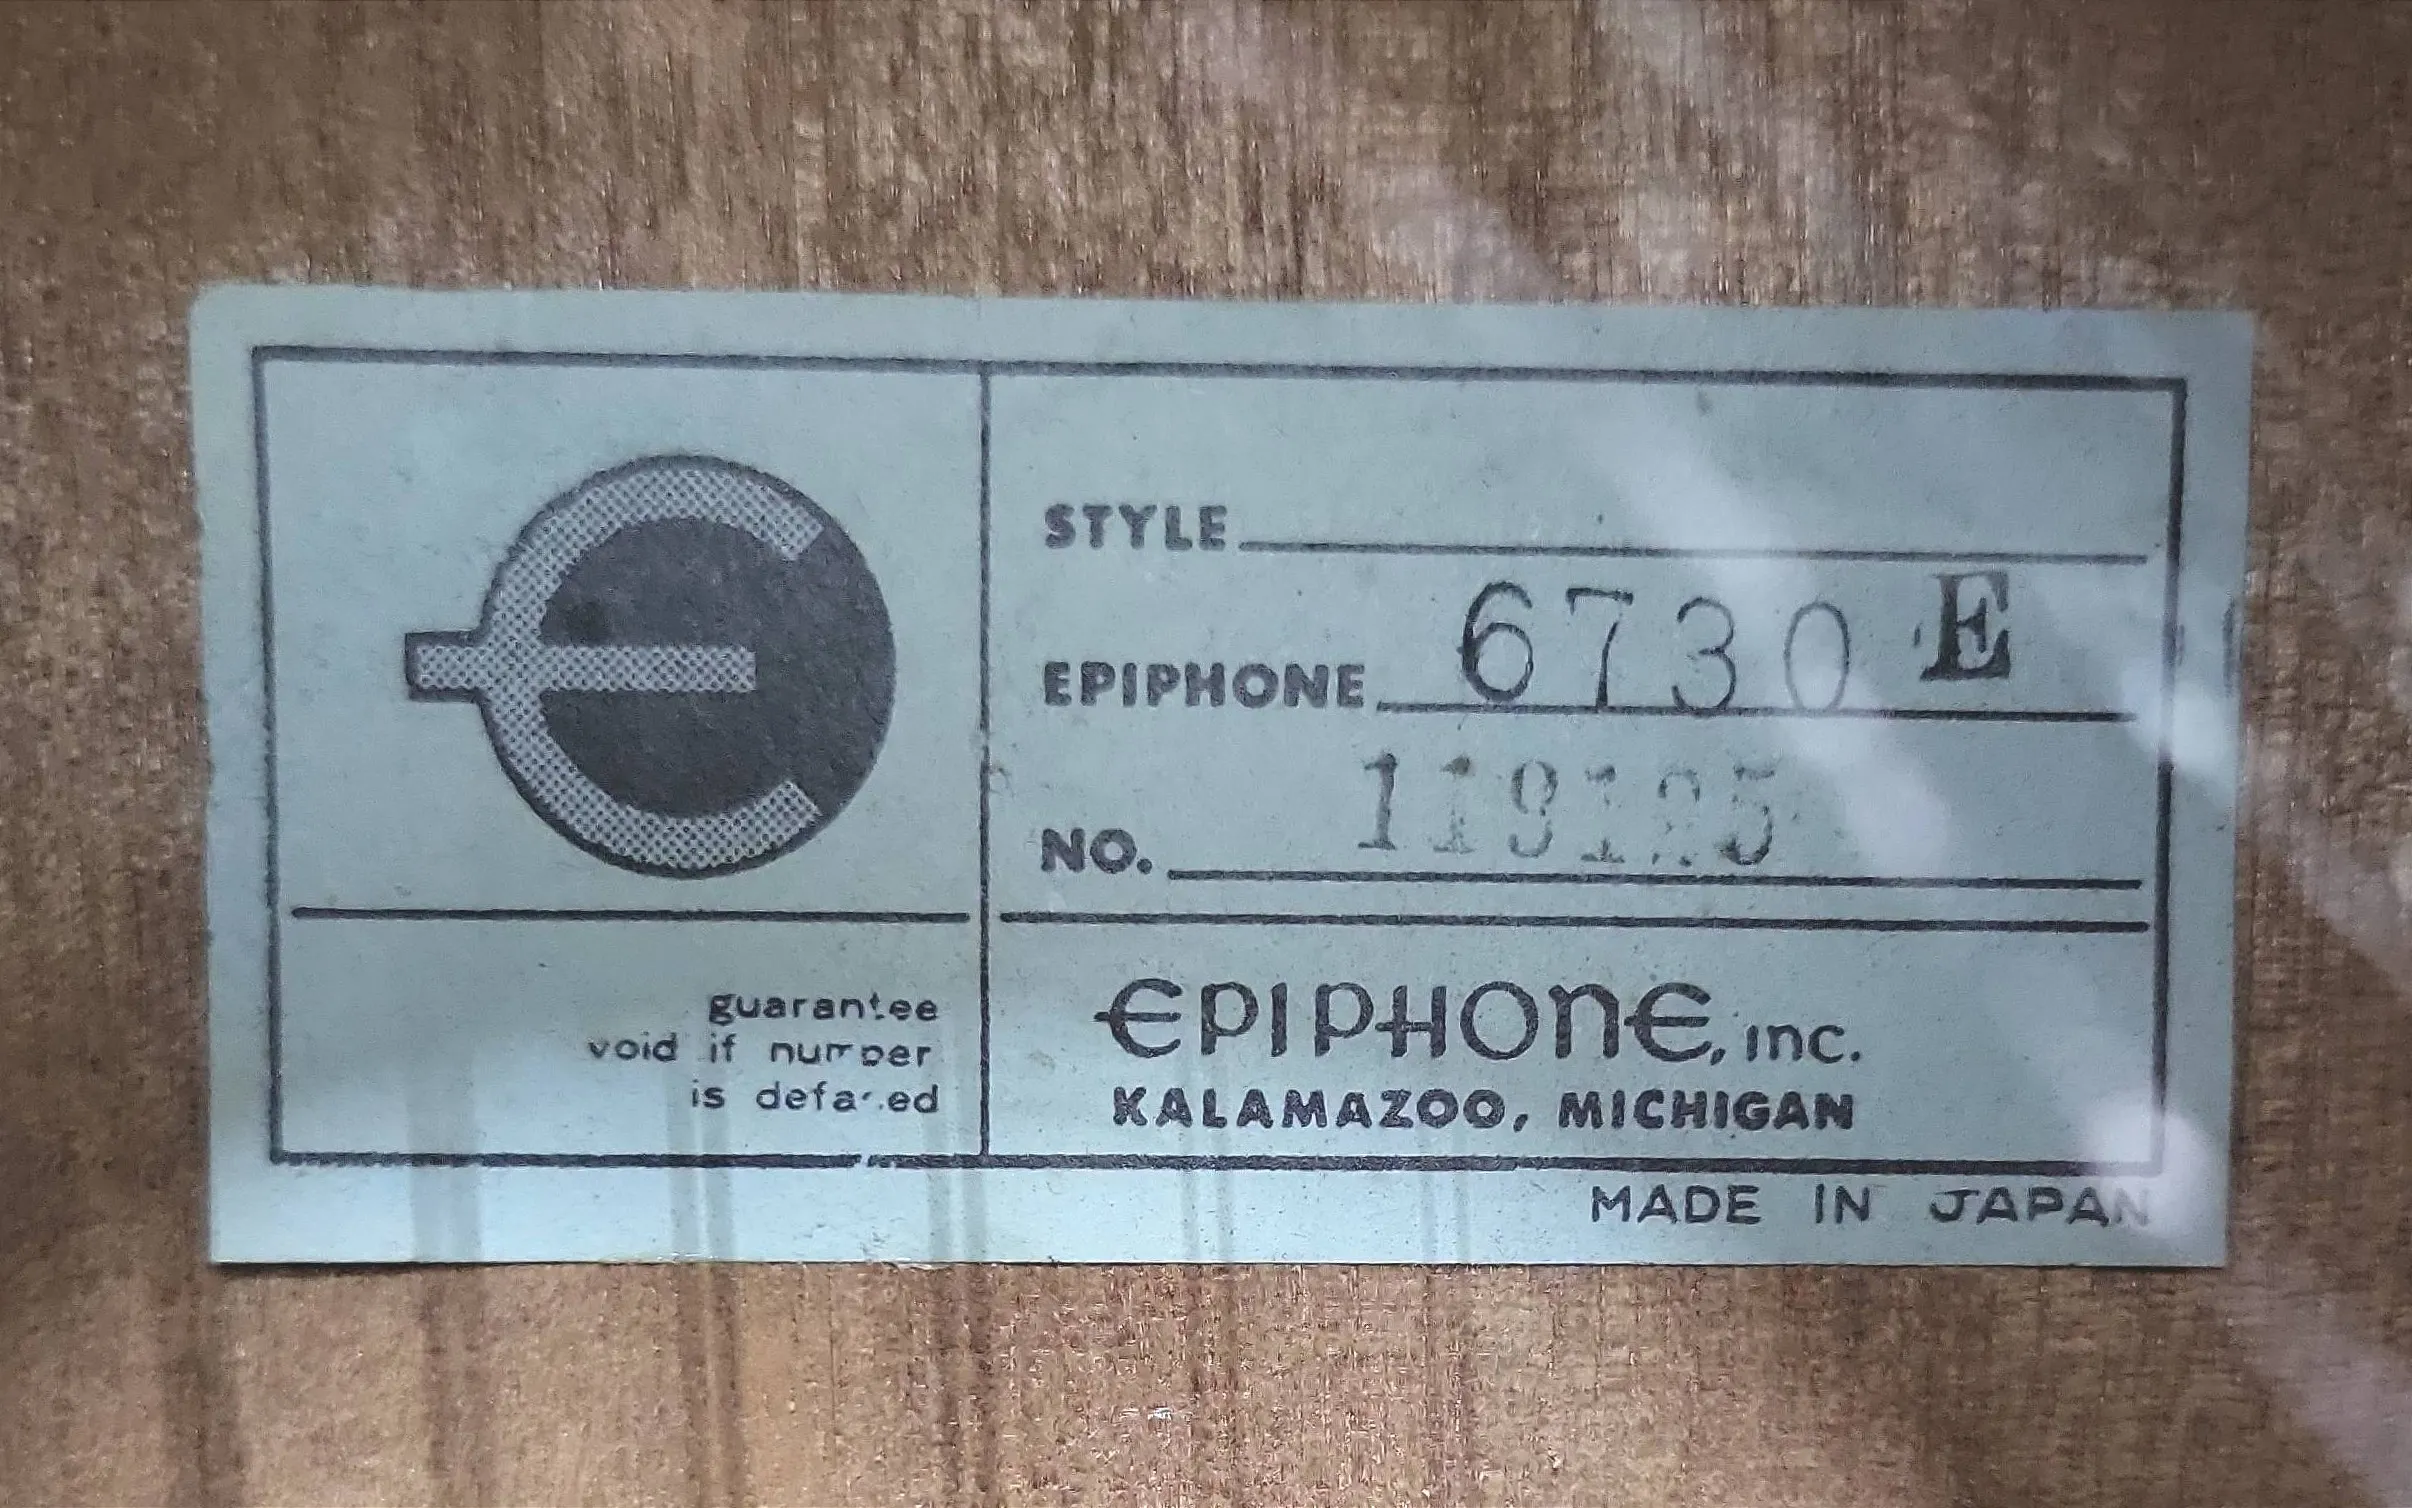 STYLE
EPIPHONE 6730 E
NO.
guarantee
void if number
is defaced
EPIPHONE, inc.
KALAMAZOO, MICHIGAN
MADE IN JAPAN